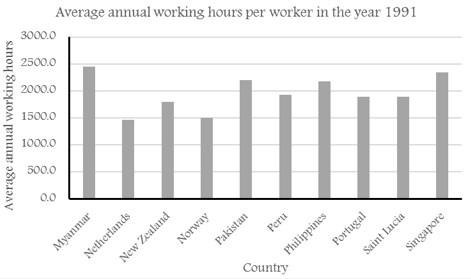 Average annual working hours per worker in the year 1991
Average annual working hours
3000.0
2500.0
2000.0
1500.0
1000.0
500.0
0.0
Myanmar
Netherlands
New Zealand
Norway
Pakistan
Peru
Philippines
Portugal
Saint Lucia
Singapore
Country